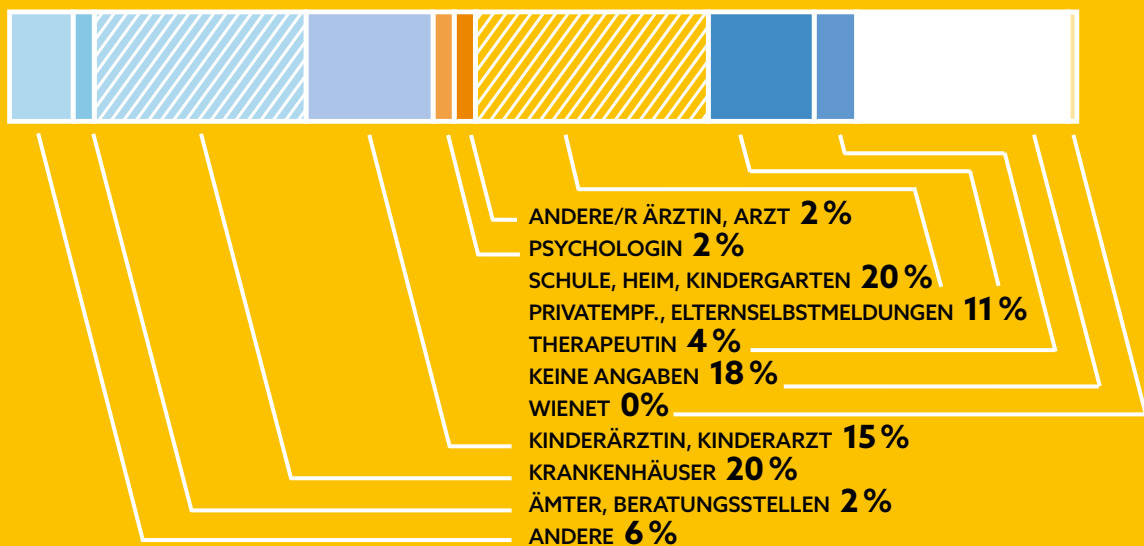 ANDERE/R ÄRZTIN, ARZT 2 %
PSYCHOLOGIN 2 %
SCHULE, HEIM, KINDERGARTEN 20 %
PRIVATEMPF., ELTERNSELBSTMELDUNGEN 11 %
THERAPEUTIN 4 %
KEINE ANGABEN 18 %
WIENET 0%
KINDERÄRZTIN, KINDERARZT 15 %
KRANKENHÄUSER 20 %
ÄMTER, BERATUNGSSTELLEN 2 %
ANDERE 6 %